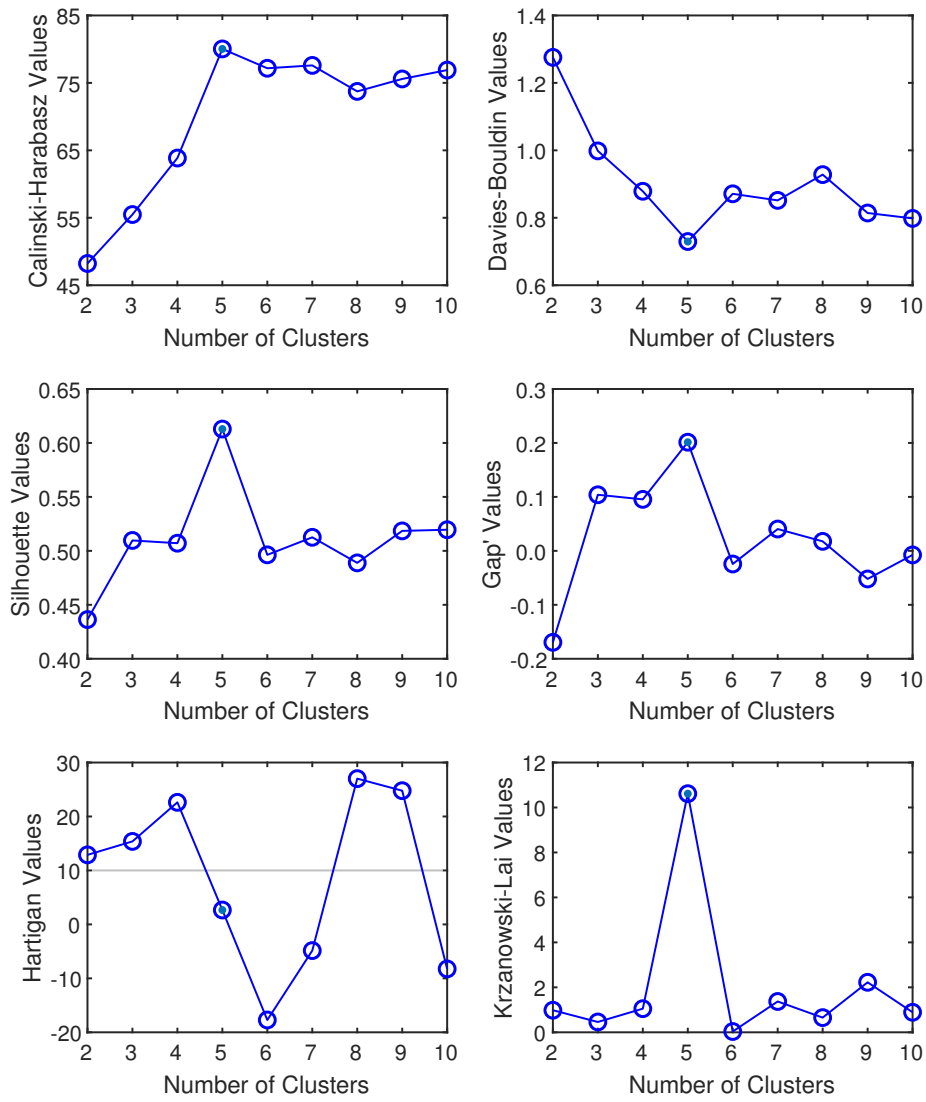 Calinski-Harabasz Values
85
75
65
55
45
2 3 4 5 6 7 8 9 10
Number of Clusters
Davies-Bouldin Values
1.4
1.2
1.0
0.8
0.6
2 3 4 5 6 7 8 9 10
Number of Clusters
Silhouette Values
0.65
0.60
0.55
0.50
0.45
0.40
2 3 4 5 6 7 8 9 10
Number of Clusters
Gap' Values
0.3
0.2
0.1
0.0
-0.1
-0.2
2 3 4 5 6 7 8 9 10
Number of Clusters
Hartigan Values
30
20
10
0
-10
-20
2 3 4 5 6 7 8 9 10
Number of Clusters
Krzanowski-Lai Values
12
10
8
6
4
2
0
2 3 4 5 6 7 8 9 10
Number of Clusters